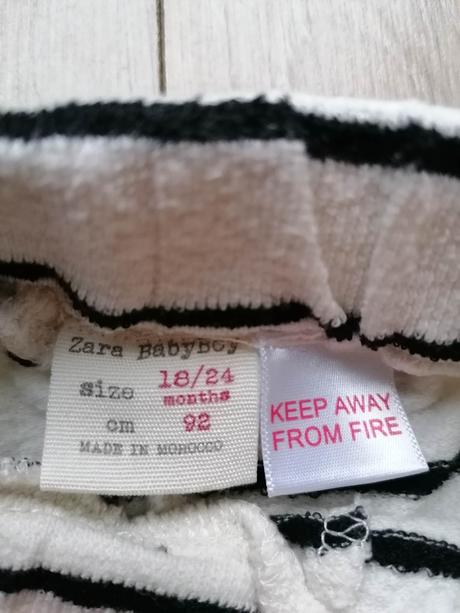 Zara BabyBoy
size 18/24
months
cm 92
MADE IN MOROCCO
KEEP AWAY
FROM FIRE